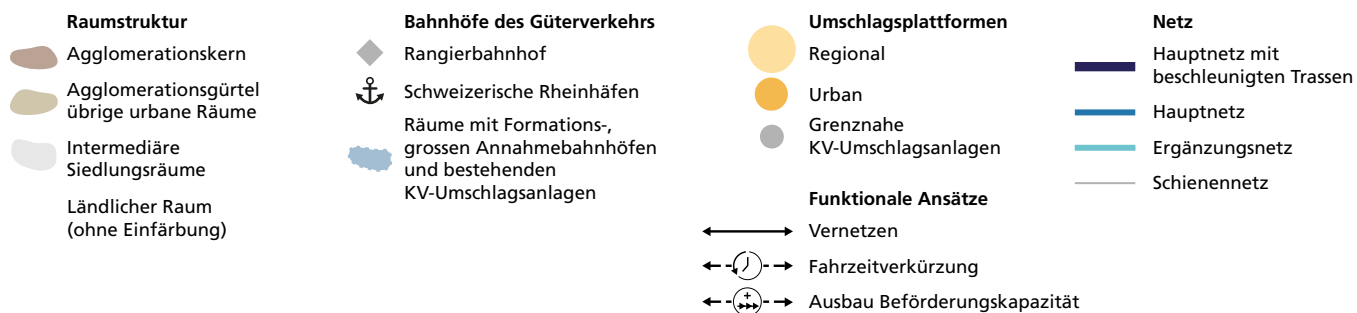 Raumstruktur
Agglomerationskern
Agglomerationsgürtel
übrige urbane Räume
Intermediäre
Siedlungsräume
Ländlicher Raum
(ohne Einfärbung)
Bahnhöfe des Güterverkehrs
Rangierbahnhof
Schweizerische Rheinhäfen
Räume mit Formations-,
grossen Annahmebahnhöfen
und bestehenden
KV-Umschlagsanlagen
Umschlagsplattformen
Regional
Urban
Grenznahe
KV-Umschlagsanlagen
Funktionale Ansätze
Vernetzen
Fahrzeitverkürzung
Ausbau Beförderungskapazität
Netz
Hauptnetz mit
beschleunigten Trassen
Hauptnetz
Ergänzungsnetz
Schienennetz